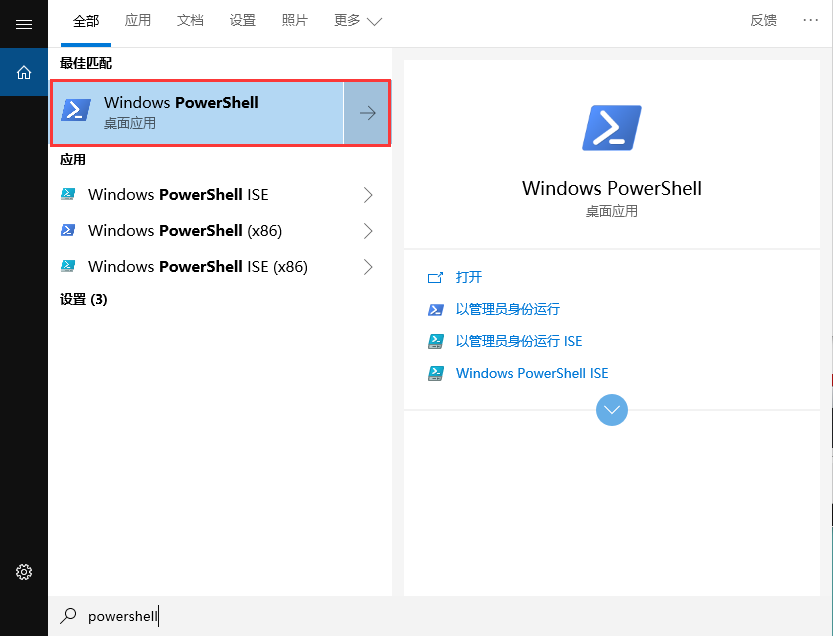 全部 应用 文档 设置 照片 更多 反馈 ···
最佳匹配
Windows PowerShell
桌面应用
应用
Windows PowerShell ISE
Windows PowerShell (x86)
Windows PowerShell ISE (x86)
设置 (3)
Windows PowerShell
桌面应用
打开
以管理员身份运行
以管理员身份运行 ISE
Windows PowerShell ISE
powershell